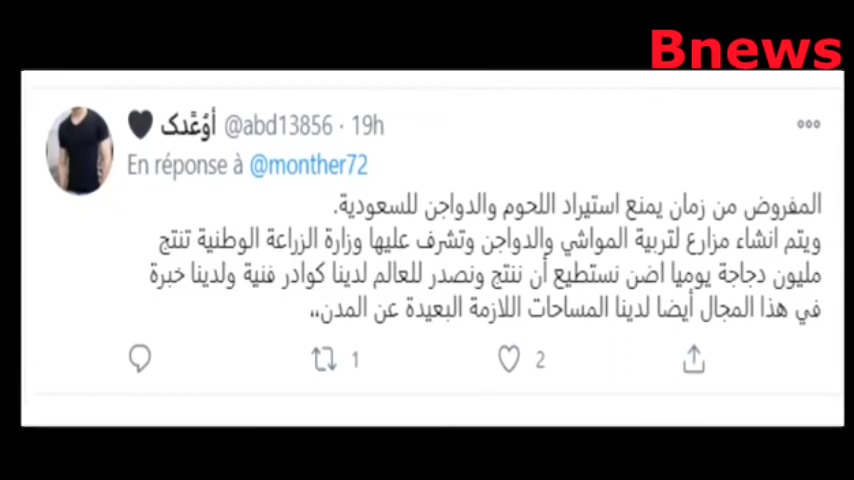 Bnews
أوُعَّدڪ 🖤 @abd13856 · 19h
En réponse à @monther72
المفروض من زمان يمنع استيراد اللحوم والدواجن للسعودية.
ويتم انشاء مزارع لتربية المواشي والدواجن وتشرف عليها وزارة الزراعة الوطنية تنتج
مليون دجاجة يوميا اضن نستطيع أن ننتج ونصدر للعالم لدينا كوادر فنية ولدينا خبرة
في هذا المجال أيضا لدينا المساحات اللازمة البعيدة عن المدن،،
1 2